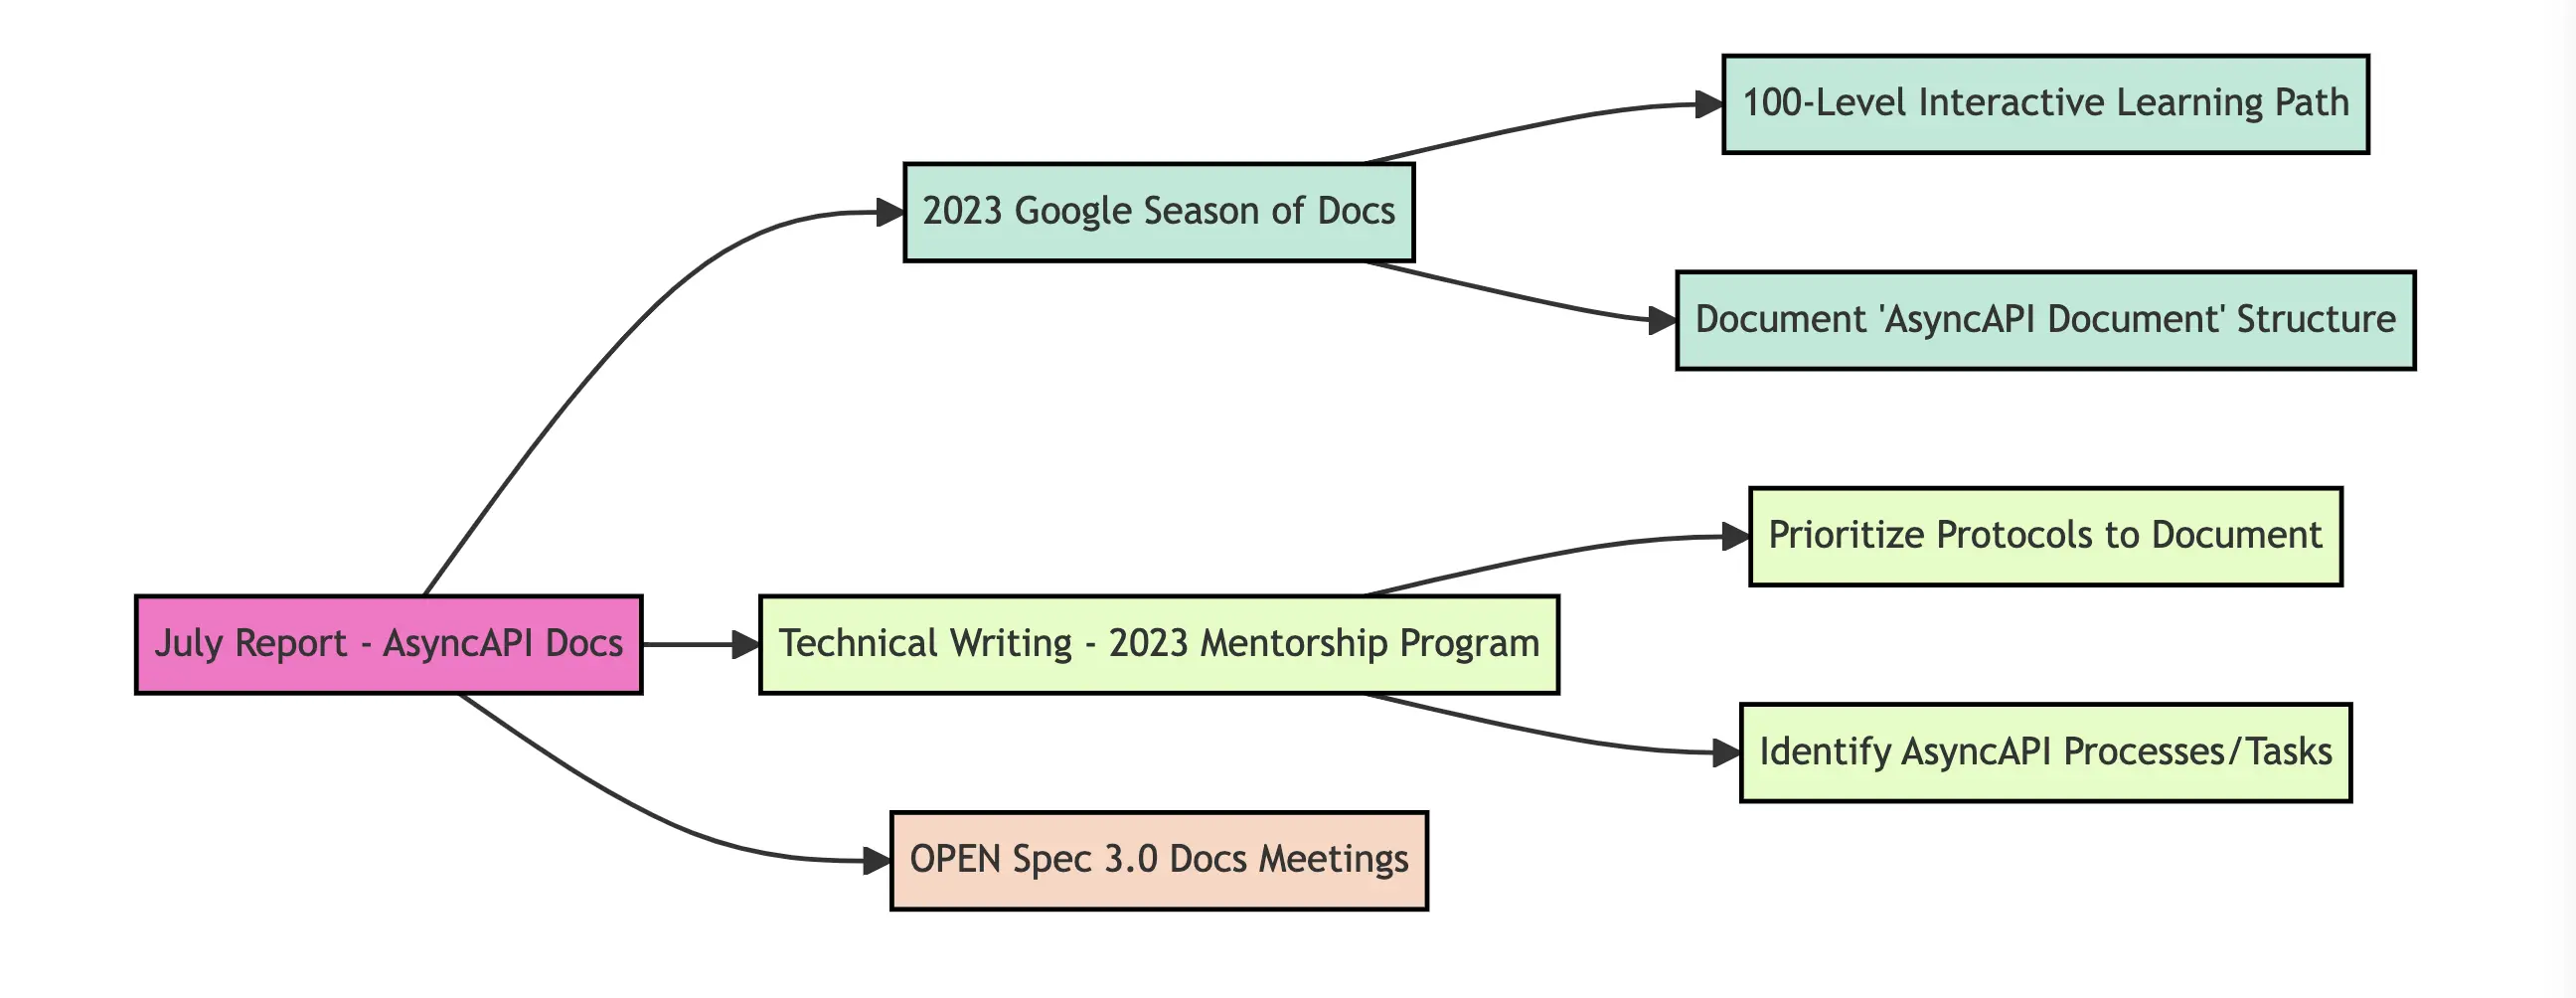 July Report - AsyncAPI Docs
2023 Google Season of Docs
100-Level Interactive Learning Path
Document 'AsyncAPI Document' Structure
Technical Writing - 2023 Mentorship Program
Prioritize Protocols to Document
Identify AsyncAPI Processes/Tasks
OPEN Spec 3.0 Docs Meetings